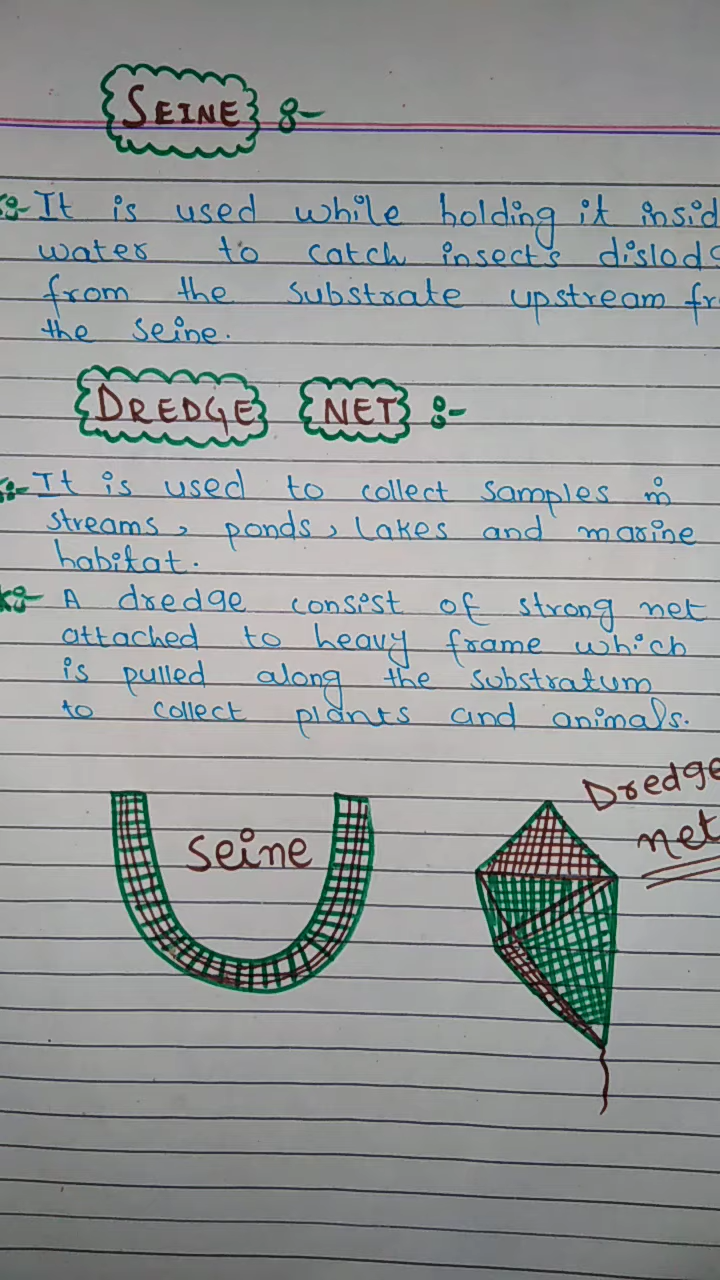 SEINE :-
It is used while holding it insid
water to catch insects dislodg
from the substrate upstream fr
the seine.
DREDGE NET :-
It is used to collect samples in
streams, ponds, lakes and marine
habitat.
A dredge consist of strong net
attached to heavy frame which
is pulled along the substratum
to collect plants and animals.
seine
Dredge
net